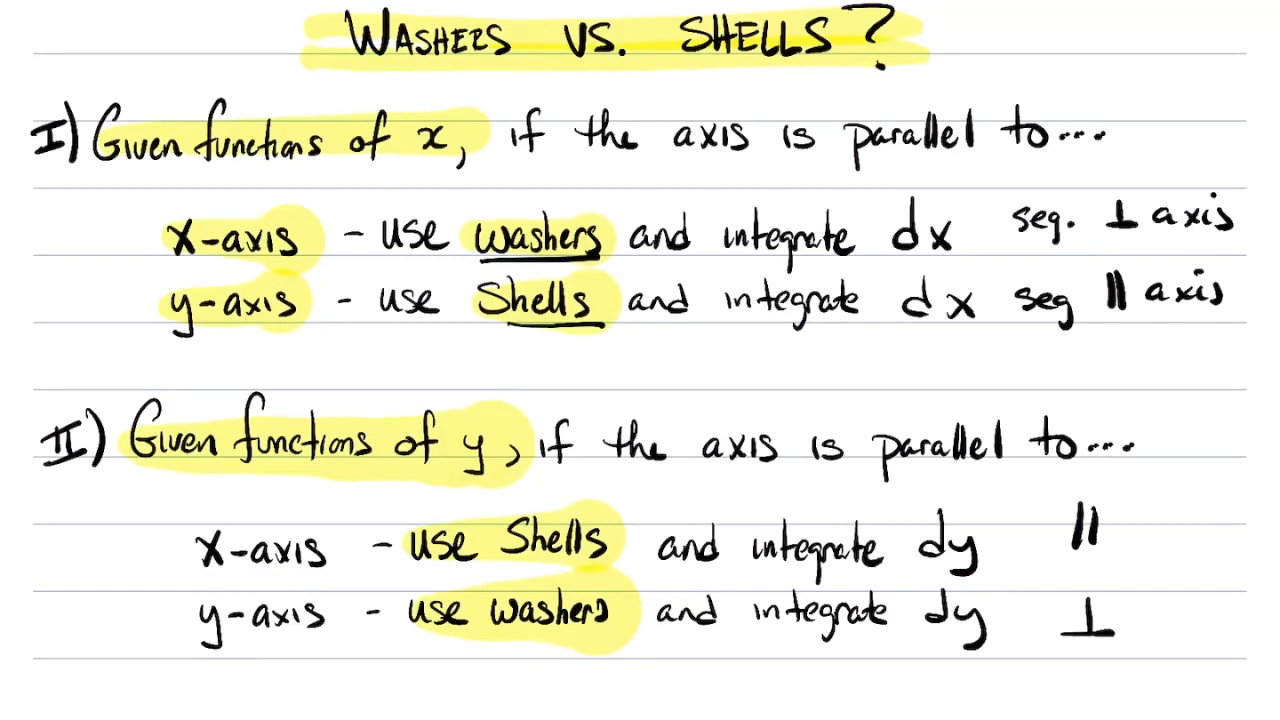 WASHERS VS. SHELLS?
I) Given functions of x, if the axis is parallel to...
x-axis - use washers and integrate dx seg. ⊥ axis
y-axis - use Shells and integrate dx seg || axis
II) Given functions of y, if the axis is parallel to...
x-axis - use Shells and integrate dy ||
y-axis - use washers and integrate dy ⊥